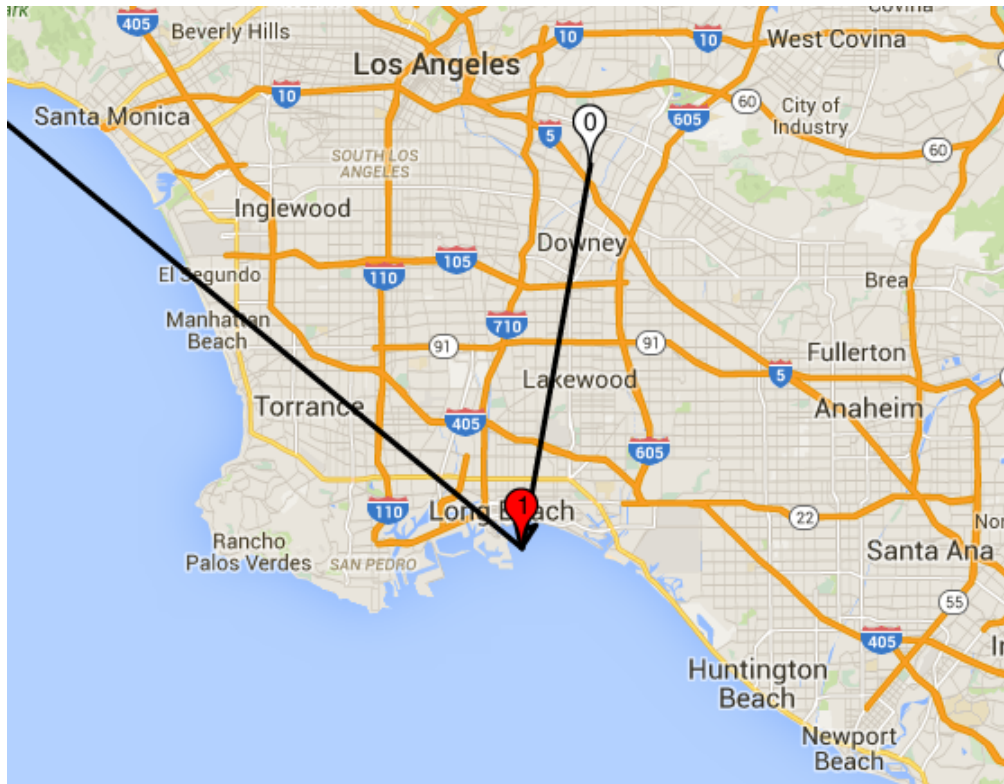 ark
405
Beverly Hills
10
10
Covina
West Covina
Los Angeles
10
60
City of
Industry
605
Santa Monica
5
0
60
SOUTH LOS
ANGELES
Inglewood
Downey
105
El Segundo
110
Brea
Manhattan
Beach
710
91
91
Fullerton
5
Lakewood
Torrance
405
Anaheim
605
110
Long Beach
1
22
Nor
Rancho
Palos Verdes
SAN PEDRO
Santa Ana
55
405
Huntington
Beach
Newport
Beach